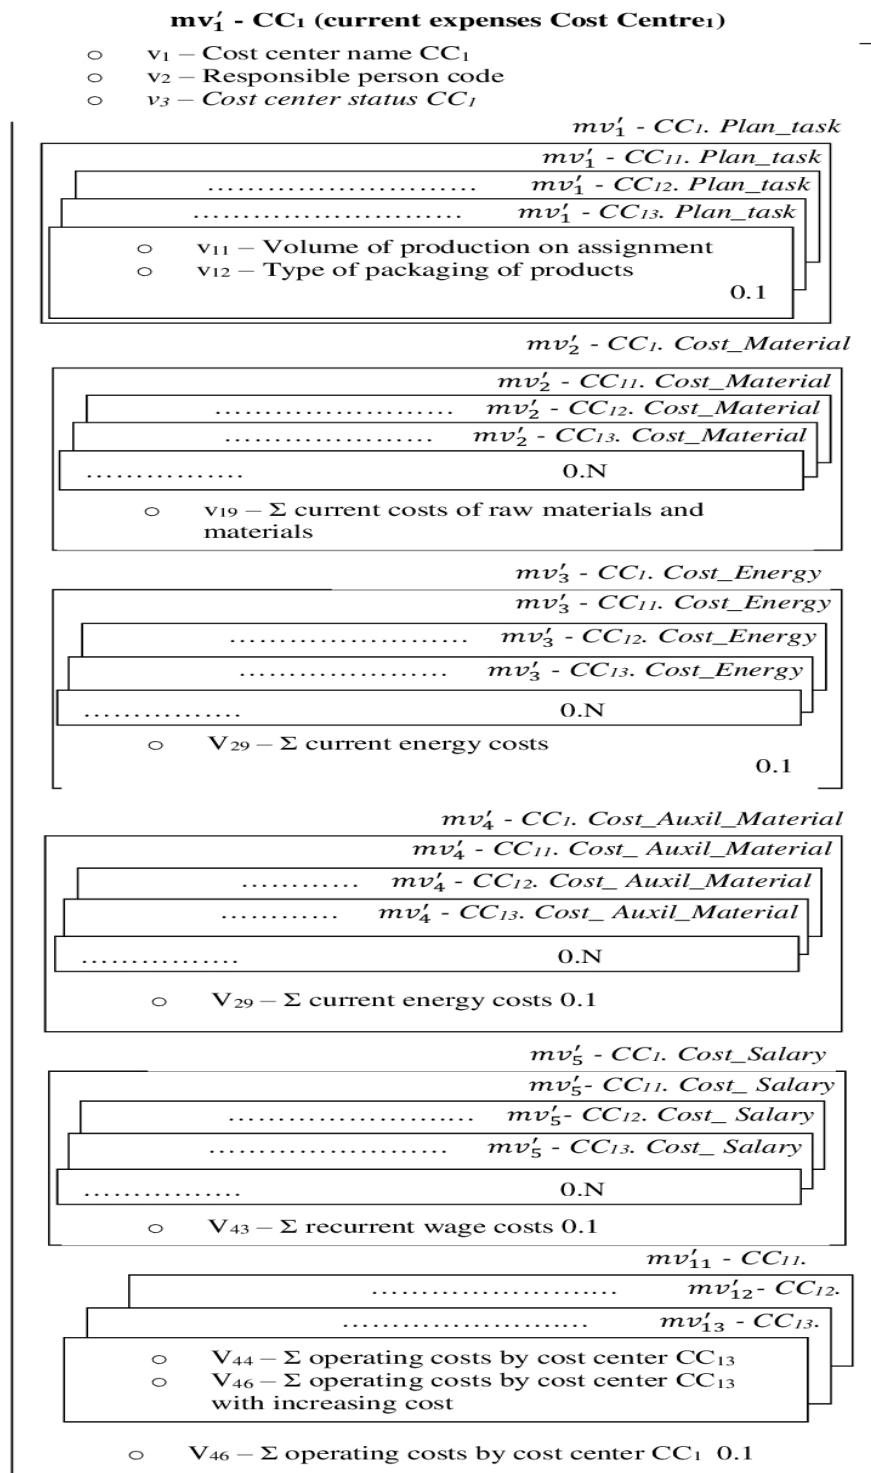 mv′₁ - CC₁ (current expenses Cost Centre₁)
○ v₁ – Cost center name CC₁
○ v₂ – Responsible person code
○ v₃ – Cost center status CC₁
mv′₁ - CC₁. Plan_task
mv′₁ - CC₁₁. Plan_task
........................... mv′₁ - CC₁₂. Plan_task
........................... mv′₁ - CC₁₃. Plan_task
○ v₁₁ – Volume of production on assignment
○ v₁₂ – Type of packaging of products
0.1
mv′₂ - CC₁. Cost_Material
mv′₂ - CC₁₁. Cost_Material
........................ mv′₂ - CC₁₂. Cost_Material
..................... mv′₂ - CC₁₃. Cost_Material
................ 0.N
○ v₁₉ – Σ current costs of raw materials and
materials
mv′₃ - CC₁. Cost_Energy
mv′₃ - CC₁₁. Cost_Energy
........................ mv′₃ - CC₁₂. Cost_Energy
..................... mv′₃ - CC₁₃. Cost_Energy
................ 0.N
○ V₂₉ – Σ current energy costs
0.1
mv′₄ - CC₁. Cost_Auxil_Material
mv′₄ - CC₁₁. Cost_ Auxil_Material
............ mv′₄ - CC₁₂. Cost_ Auxil_Material
............ mv′₄ - CC₁₃. Cost_ Auxil_Material
................ 0.N
○ V₂₉ – Σ current energy costs 0.1
mv′₅ - CC₁. Cost_Salary
mv′₅- CC₁₁. Cost_ Salary
......................... mv′₅- CC₁₂. Cost_ Salary
........................ mv′₅ - CC₁₃. Cost_ Salary
................ 0.N
○ V₄₃ – Σ recurrent wage costs 0.1
mv′₁₁ - CC₁₁.
......................... mv′₁₂- CC₁₂.
......................... mv′₁₃ - CC₁₃.
○ V₄₄ – Σ operating costs by cost center CC₁₃
○ V₄₆ – Σ operating costs by cost center CC₁₃
with increasing cost
○ V₄₆ – Σ operating costs by cost center CC₁ 0.1